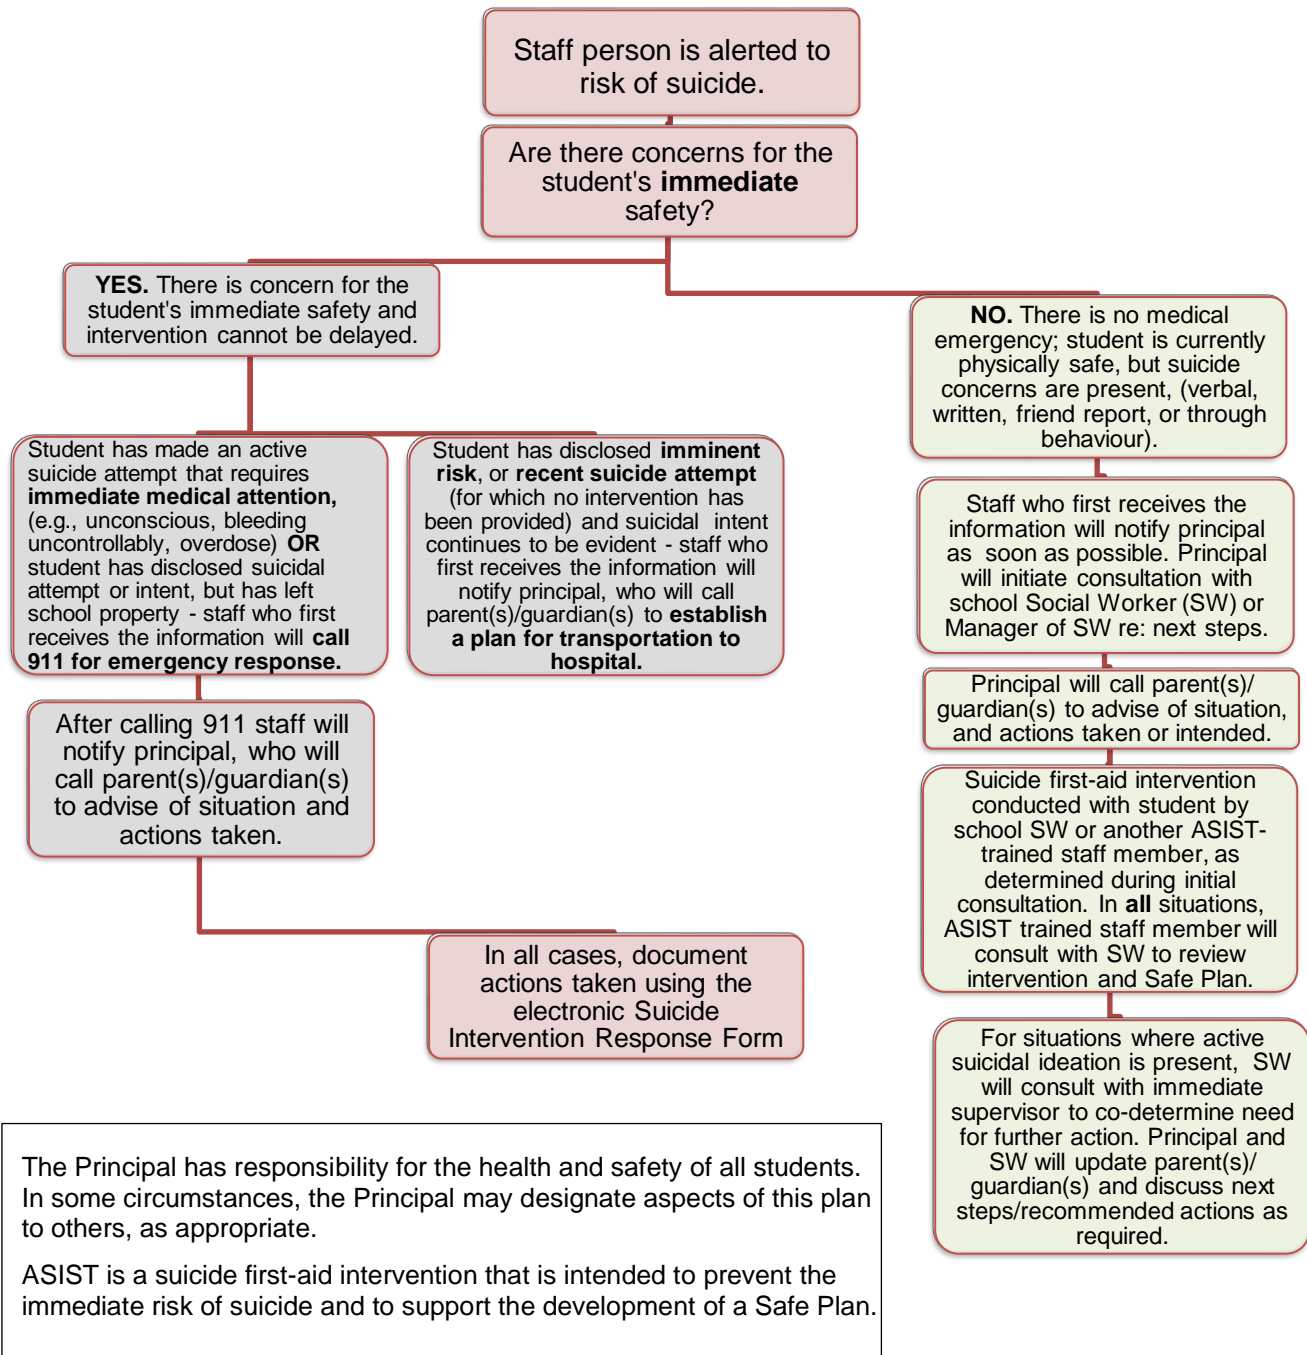 Staff person is alerted to
risk of suicide.
Are there concerns for the
student's immediate
safety?
YES. There is concern for the
student's immediate safety and
intervention cannot be delayed.
Student has made an active
suicide attempt that requires
immediate medical attention,
(e.g., unconscious, bleeding
uncontrollably, overdose) OR
student has disclosed suicidal
attempt or intent, but has left
school property - staff who first
receives the information will call
911 for emergency response.
Student has disclosed imminent
risk, or recent suicide attempt
(for which no intervention has
been provided) and suicidal intent
continues to be evident - staff who
first receives the information will
notify principal, who will call
parent(s)/guardian(s) to establish
a plan for transportation to
hospital.
After calling 911 staff will
notify principal, who will
call parent(s)/guardian(s)
to advise of situation and
actions taken.
In all cases, document
actions taken using the
electronic Suicide
Intervention Response Form
NO. There is no medical
emergency; student is currently
physically safe, but suicide
concerns are present, (verbal,
written, friend report, or through
behaviour).
Staff who first receives the
information will notify principal
as soon as possible. Principal
will initiate consultation with
school Social Worker (SW) or
Manager of SW re: next steps.
Principal will call parent(s)/
guardian(s) to advise of situation,
and actions taken or intended.
Suicide first-aid intervention
conducted with student by
school SW or another ASIST-
trained staff member, as
determined during initial
consultation. In all situations,
ASIST trained staff member will
consult with SW to review
intervention and Safe Plan.
For situations where active
suicidal ideation is present, SW
will consult with immediate
supervisor to co-determine need
for further action. Principal and
SW will update parent(s)/
guardian(s) and discuss next
steps/recommended actions as
required.
The Principal has responsibility for the health and safety of all students.
In some circumstances, the Principal may designate aspects of this plan
to others, as appropriate.
ASIST is a suicide first-aid intervention that is intended to prevent the
immediate risk of suicide and to support the development of a Safe Plan.